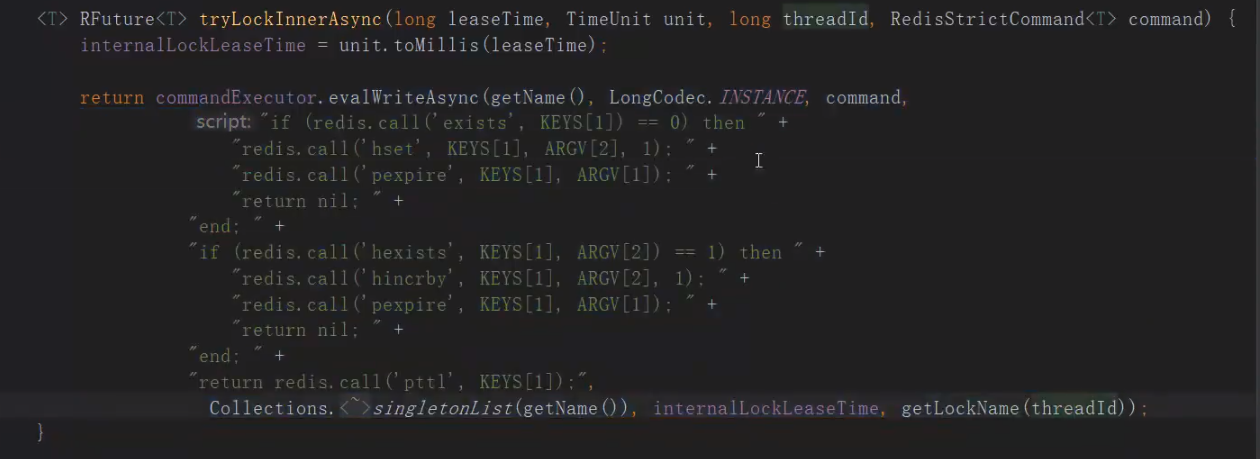 <T> RFuture<T> tryLockInnerAsync(long leaseTime, TimeUnit unit, long threadId, RedisStrictCommand<T> command) {
internalLockLeaseTime = unit.toMillis(leaseTime);
return commandExecutor.evalWriteAsync(getName(), LongCodec.INSTANCE, command,
script: "if (redis.call('exists', KEYS[1]) == 0) then " +
"redis.call('hset', KEYS[1], ARGV[2], 1); " +
"redis.call('pexpire', KEYS[1], ARGV[1]); " +
"return nil; " +
"end; " +
"if (redis.call('hexists', KEYS[1], ARGV[2]) == 1) then " +
"redis.call('hincrby', KEYS[1], ARGV[2], 1); " +
"redis.call('pexpire', KEYS[1], ARGV[1]); " +
"return nil; " +
"end; " +
"return redis.call('pttl', KEYS[1]);",
Collections.<~>singletonList(getName()), internalLockLeaseTime, getLockName(threadId));
}